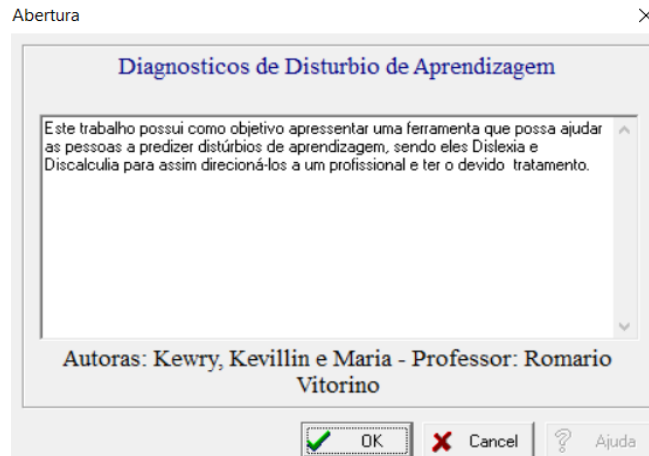 Abertura
Diagnosticos de Disturbio de Aprendizagem
Este trabalho possui como objetivo apressentar uma ferramenta que possa ajudar
as pessoas a predizer distúrbios de aprendizagem, sendo eles Dislexia e
Discalculia para assim direcioná-los a um profissional e ter o devido  tratamento.
Autoras: Kewry, Kevillin e Maria - Professor: Romario
Vitorino
OK
Cancel
Ajuda